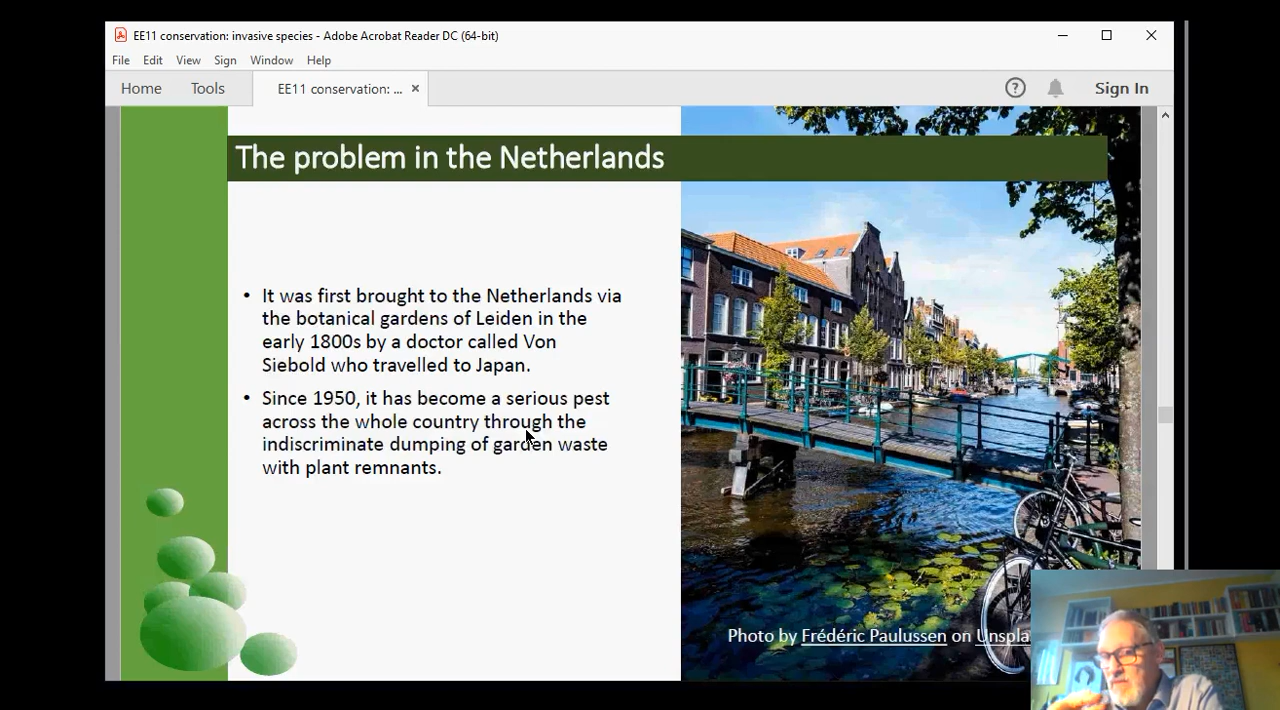 EE11 conservation: invasive species - Adobe Acrobat Reader DC (64-bit)
File Edit View Sign Window Help
Home Tools EE11 conservation: ... × ? Sign In
The problem in the Netherlands
• It was first brought to the Netherlands via
the botanical gardens of Leiden in the
early 1800s by a doctor called Von
Siebold who travelled to Japan.
• Since 1950, it has become a serious pest
across the whole country through the
indiscriminate dumping of garden waste
with plant remnants.
Photo by Frédéric Paulussen on Unspla